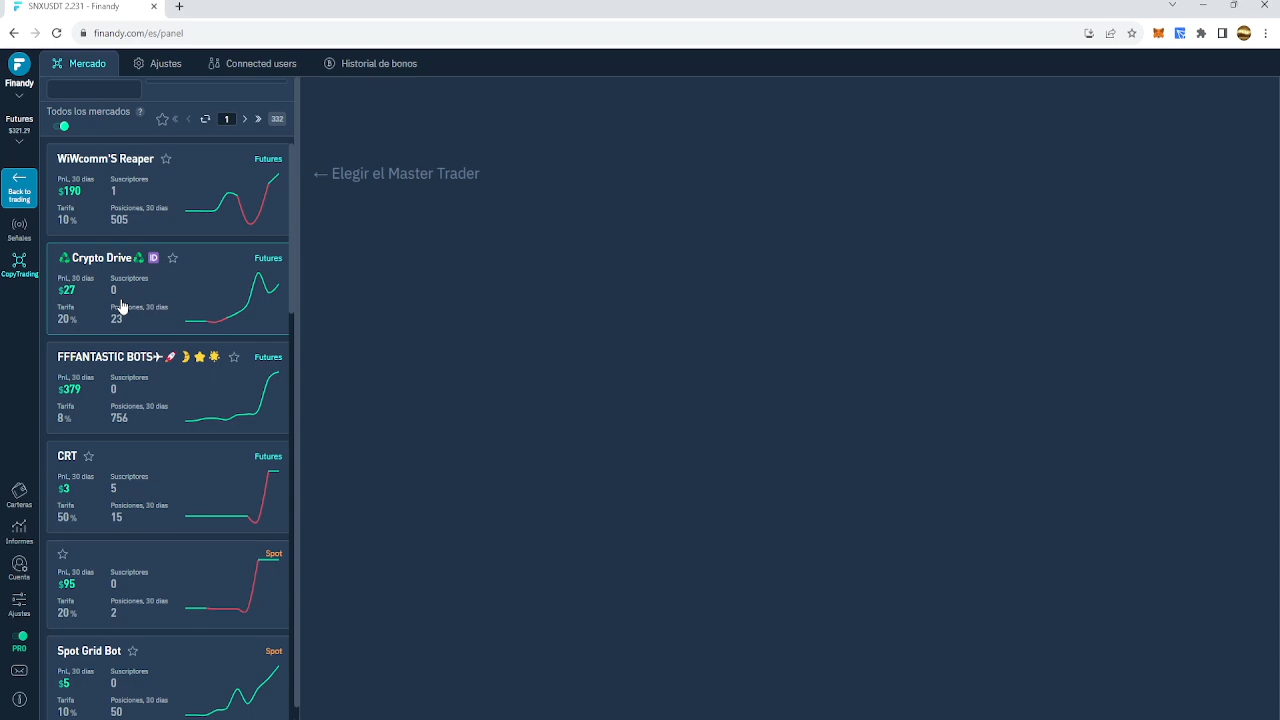 SNXUSDT 2.231 - Finandy
finandy.com/es/panel
Finandy
Mercado
Ajustes
Connected users
Historial de bonos
Futures
$321.29
Back to trading
Señales
CopyTrading
Carteras
Informes
Cuenta
Ajustes
PRO
Todos los mercados ?
1
332
← Elegir el Master Trader
WiWcomm'S Reaper
Futures
PnL, 30 días Suscriptores
$190 1
Tarifa Posiciones, 30 días
10% 505
♻️Crypto Drive♻️🆔
Futures
PnL, 30 días Suscriptores
$27 0
Tarifa Posiciones, 30 días
20% 23
FFFANTASTIC BOTS✈🚀🌛⭐🌟
Futures
PnL, 30 días Suscriptores
$379 0
Tarifa Posiciones, 30 días
8% 756
CRT
Futures
PnL, 30 días Suscriptores
$3 5
Tarifa Posiciones, 30 días
50% 15
Spot
PnL, 30 días Suscriptores
$95 0
Tarifa Posiciones, 30 días
20% 2
Spot Grid Bot
Spot
PnL, 30 días Suscriptores
$5 0
Tarifa Posiciones, 30 días
10% 50